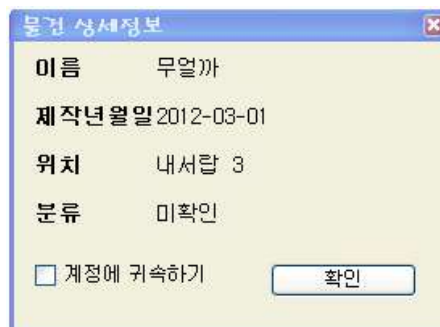 물건 상세정보
이름 무얼까
제작년월일 2012-03-01
위치 내서랍 3
분류 미확인
계정에 귀속하기 확인